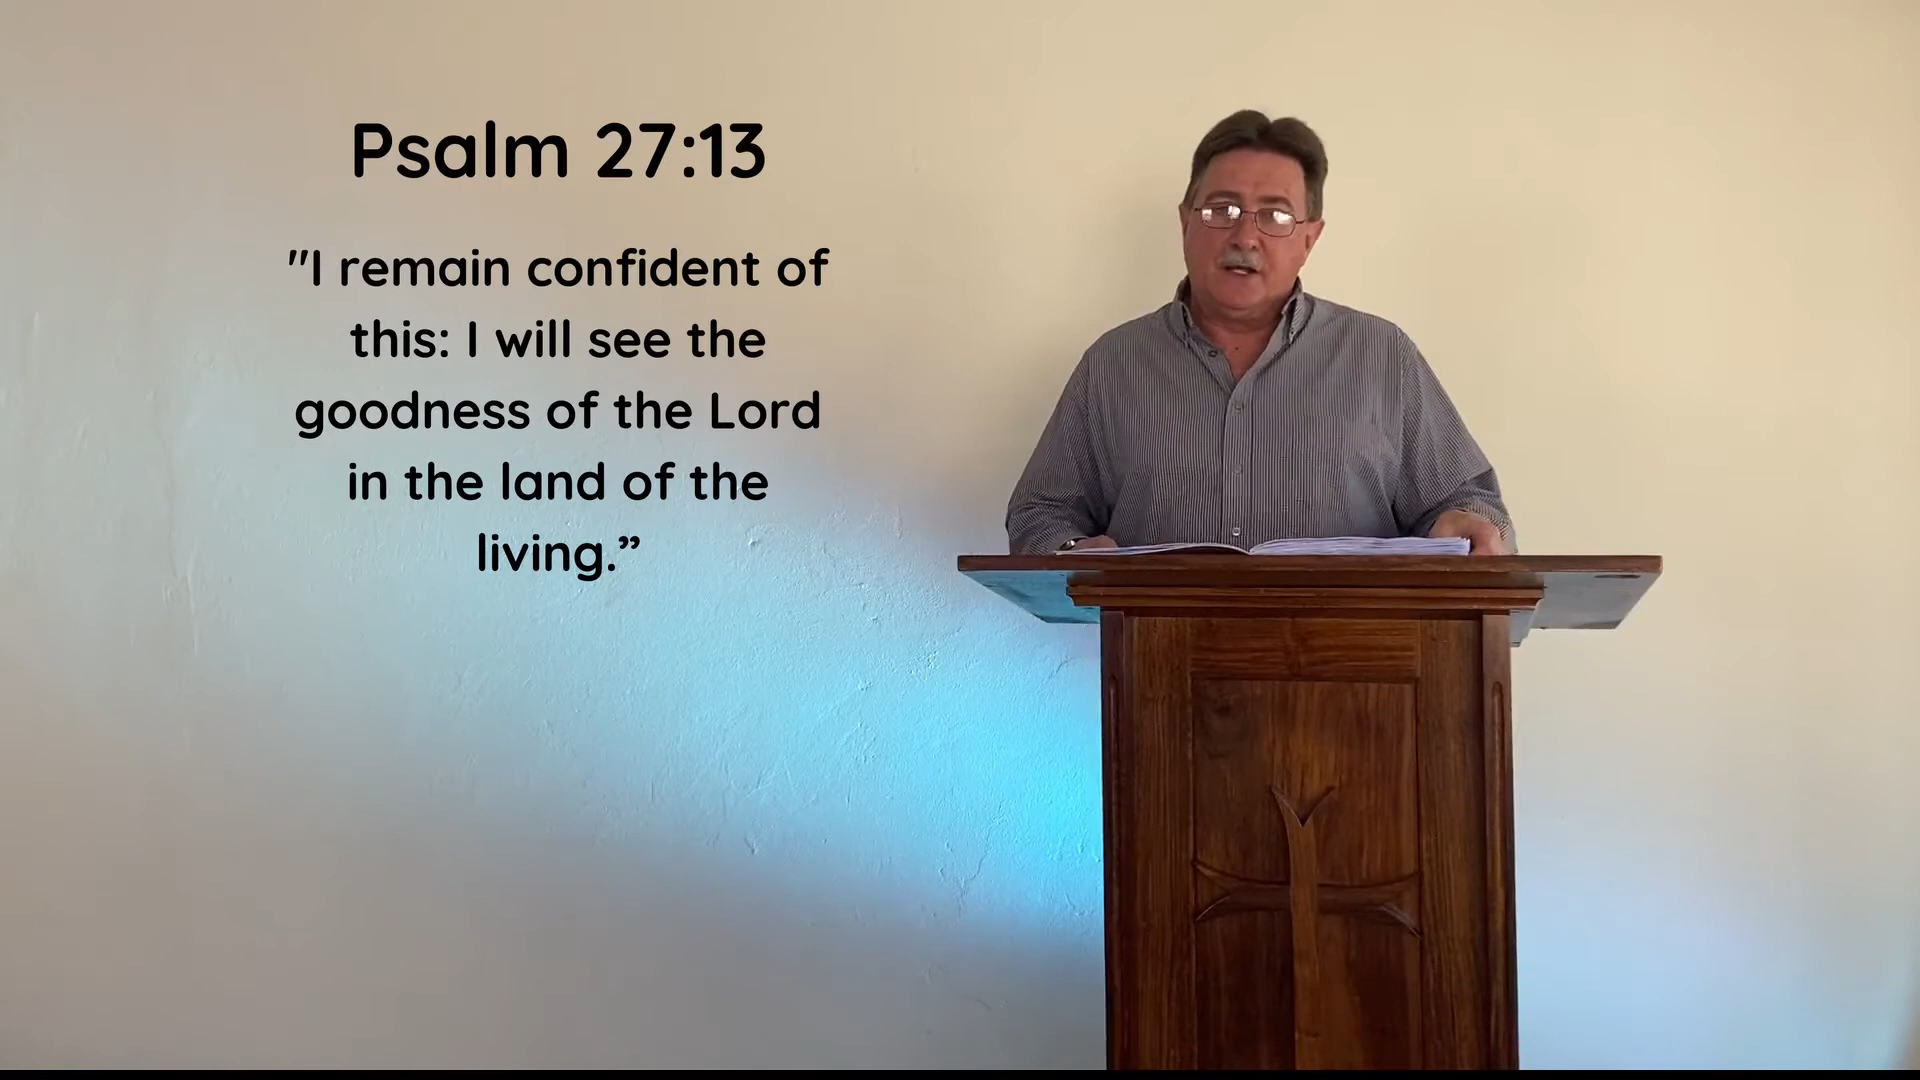 Psalm 27:13
"I remain confident of
this: I will see the
goodness of the Lord
in the land of the
living.”